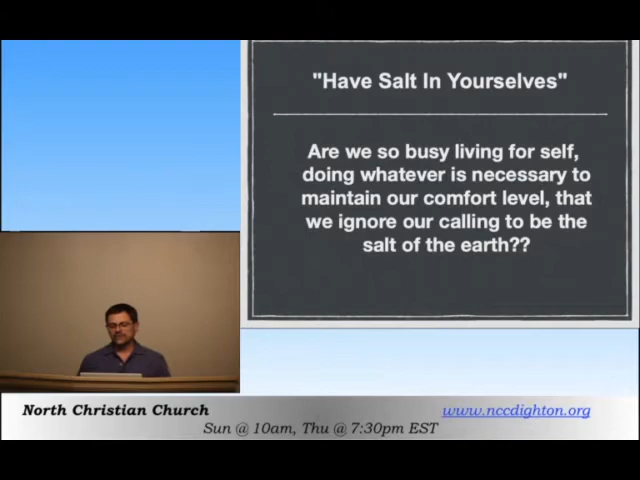 "Have Salt In Yourselves"
Are we so busy living for self,
doing whatever is necessary to
maintain our comfort level, that
we ignore our calling to be the
salt of the earth??
North Christian Church
www.nccdighton.org
Sun @ 10am, Thu @ 7:30pm EST